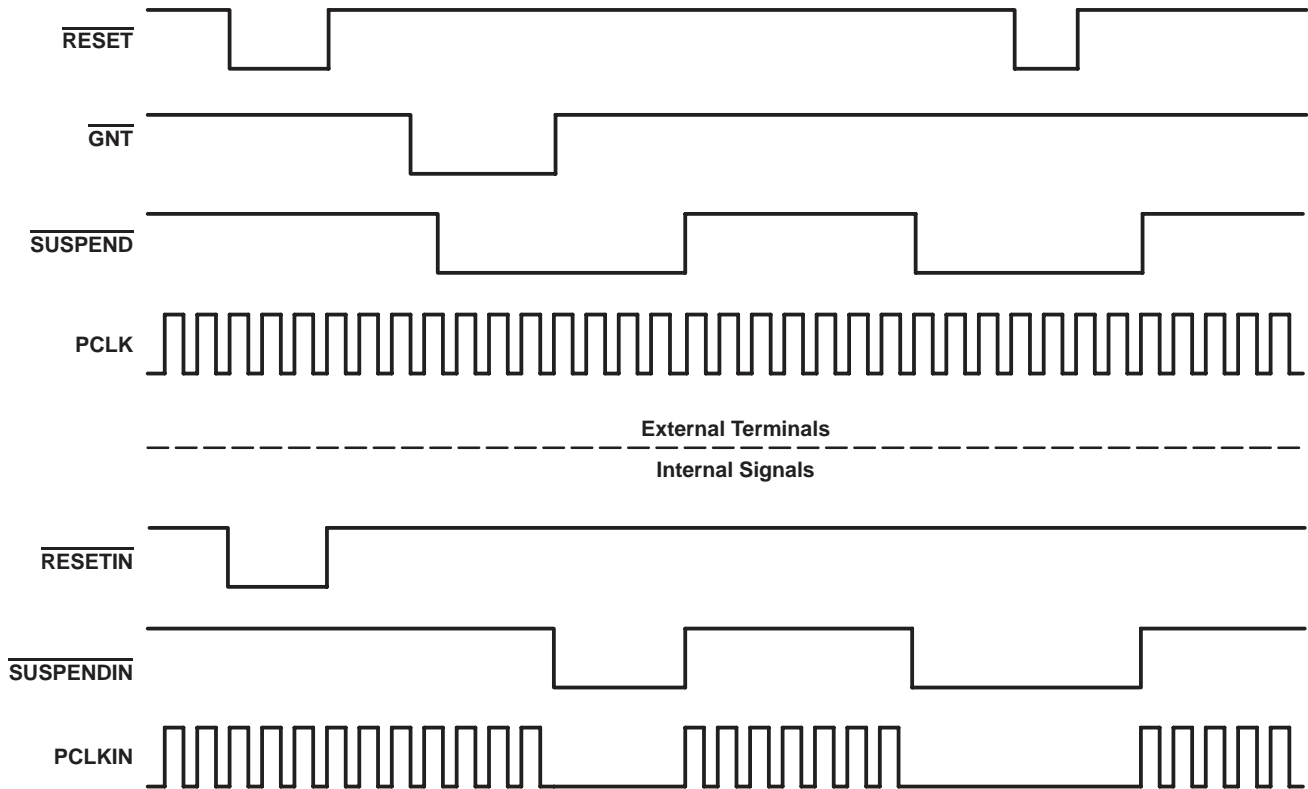 RESET
GNT
SUSPEND
PCLK
External Terminals
Internal Signals
RESETIN
SUSPENDIN
PCLKIN